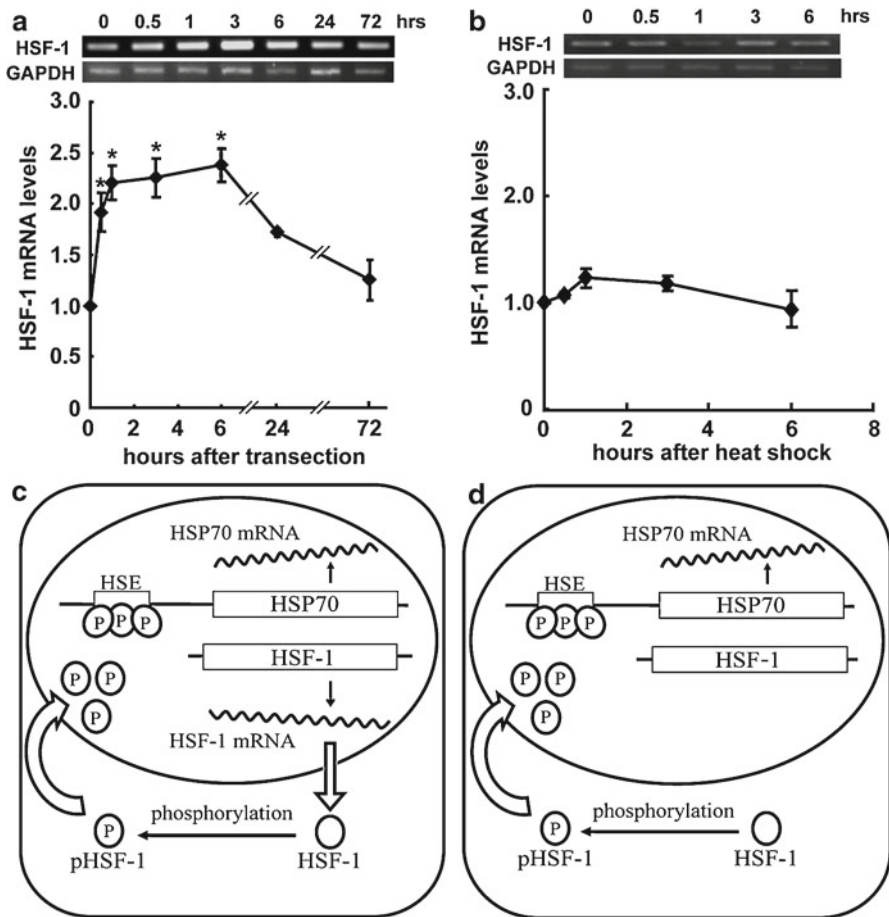 a
0 0.5 1 3 6 24 72 hrs
HSF-1
GAPDH
HSF-1 mRNA levels
3.0
2.5
2.0
1.5
1.0
0.5
0
* * * *
0 2 4 6 24 72
hours after transection
b
0 0.5 1 3 6 hrs
HSF-1
GAPDH
HSF-1 mRNA levels
3.0
2.0
1.0
0
0 2 4 6 8
hours after heat shock
c
HSP70 mRNA
HSE
HSP70
P P P
HSF-1
P P
P
HSF-1 mRNA
phosphorylation
P
pHSF-1
HSF-1
d
HSP70 mRNA
HSE
HSP70
P P P
HSF-1
P P
P
phosphorylation
P
pHSF-1
HSF-1